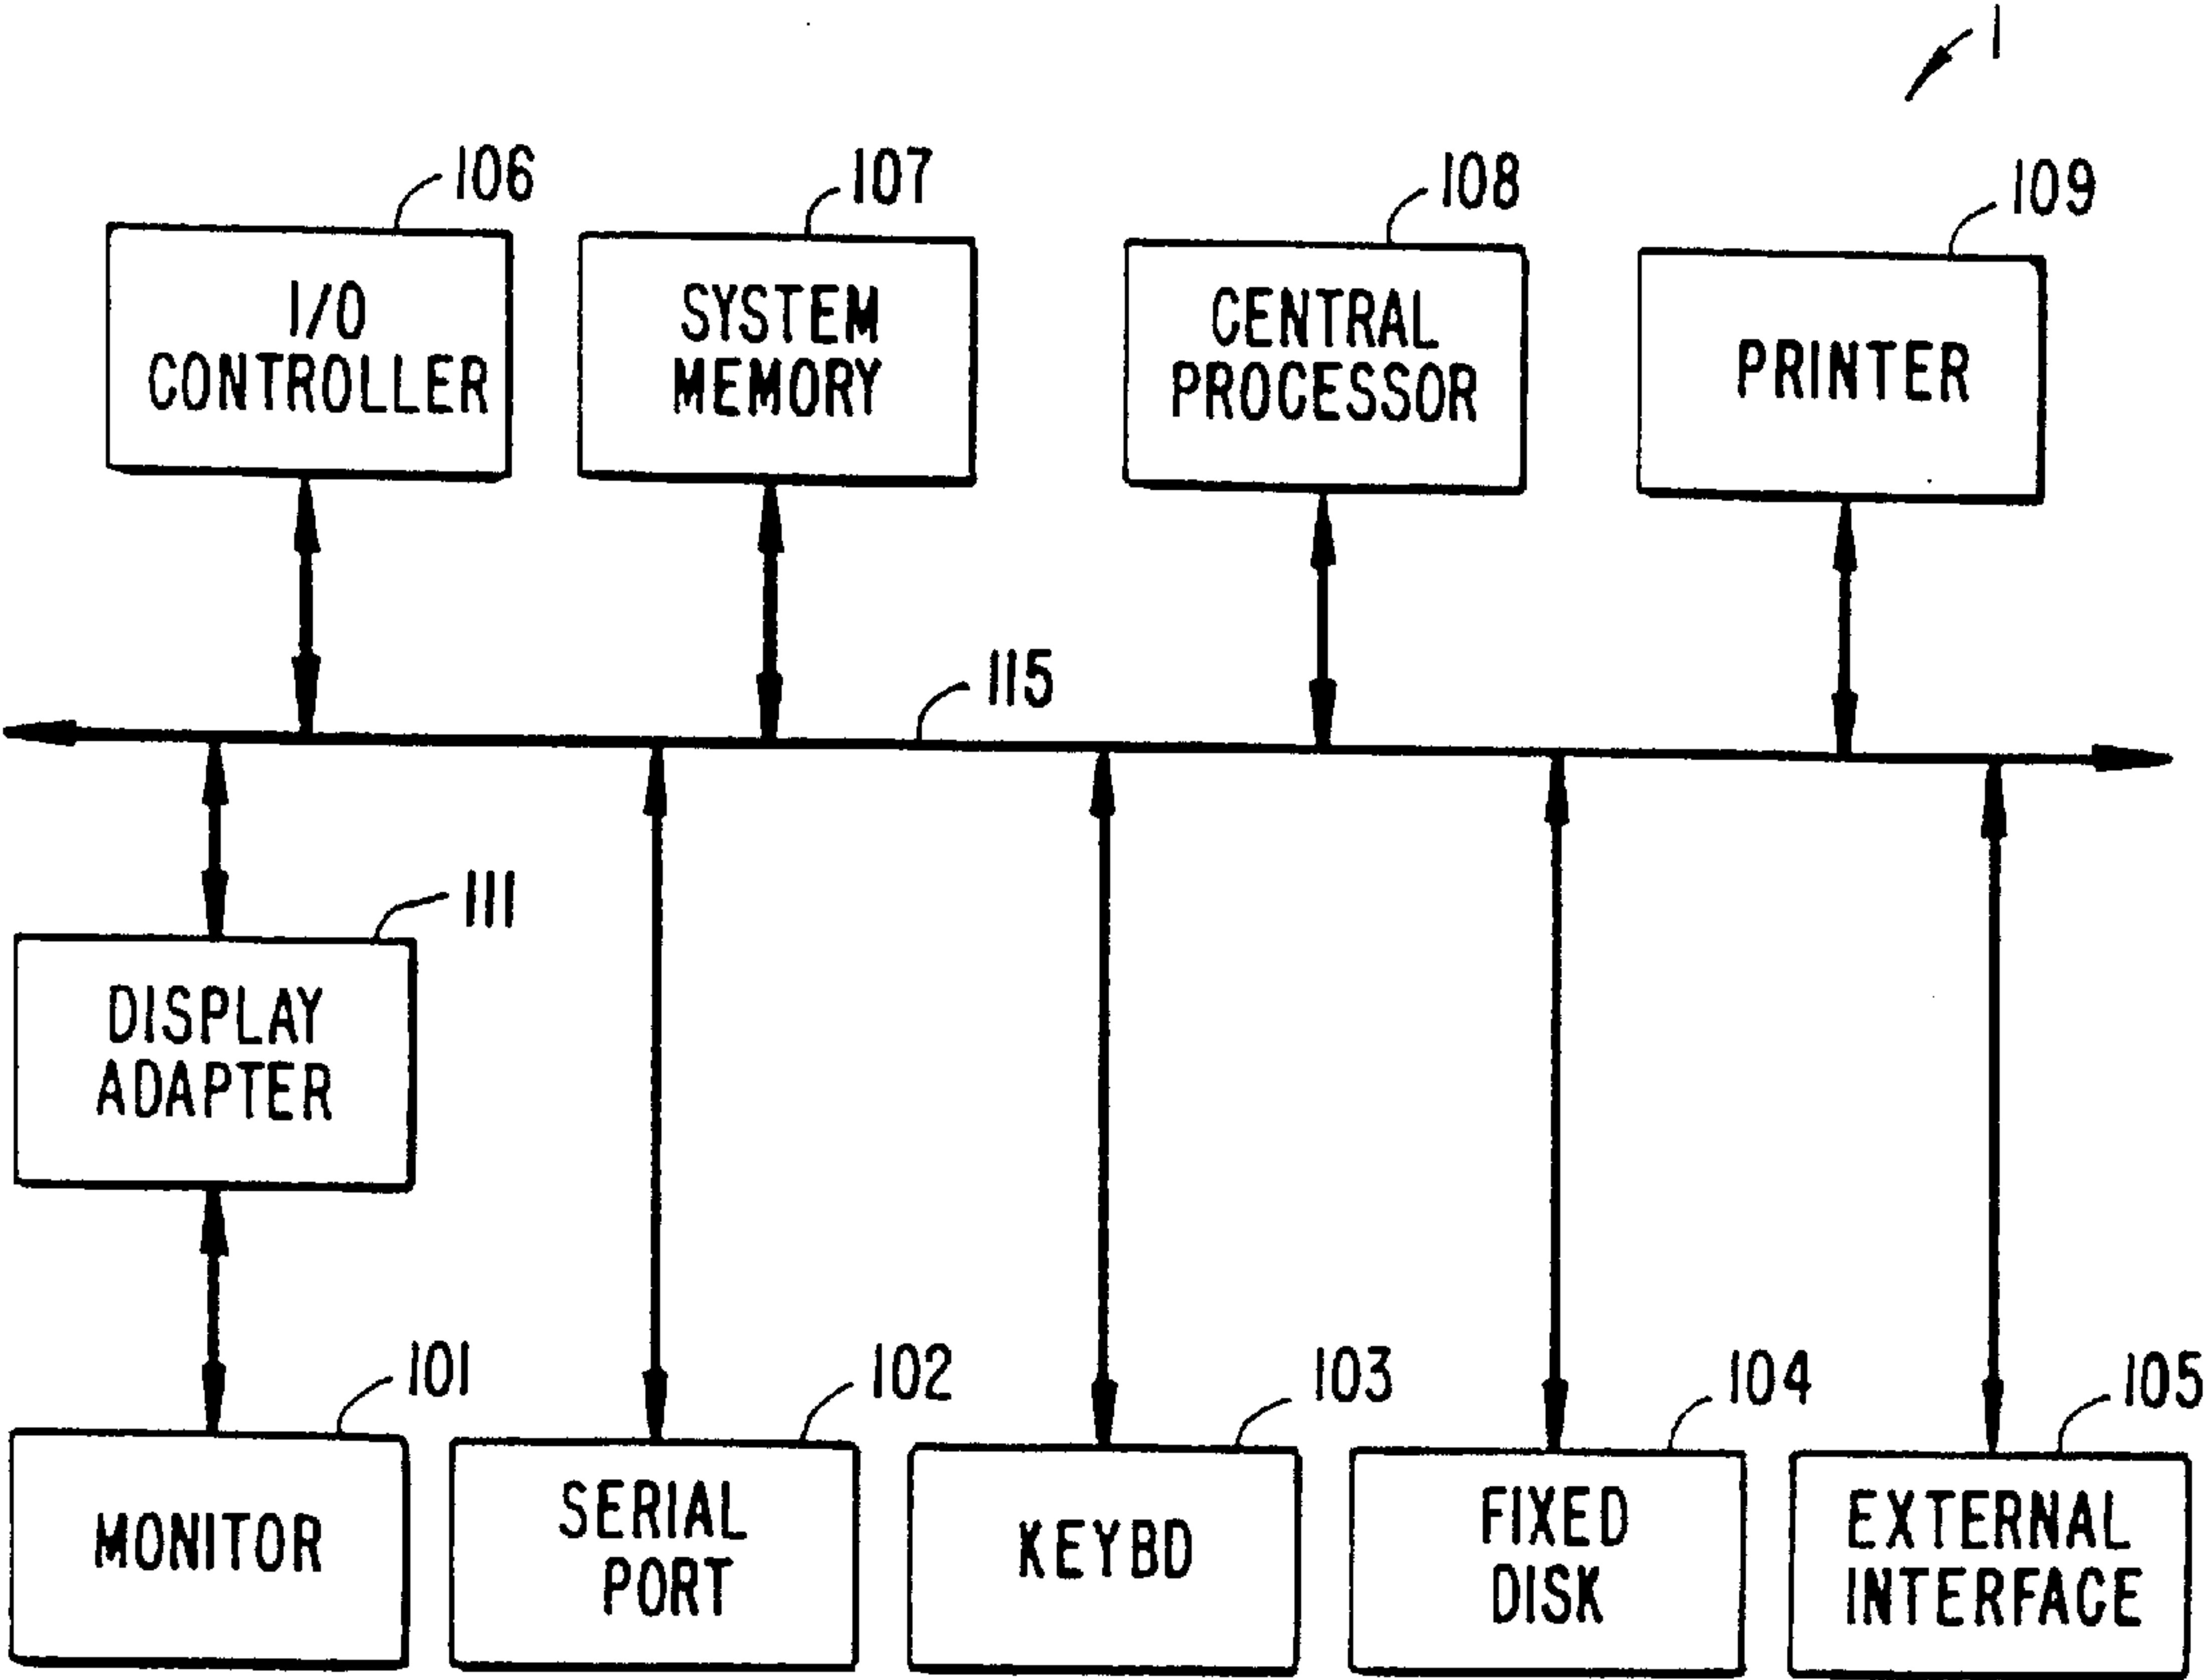 1
106
107
108
109
I/O
CONTROLLER
SYSTEM
MEMORY
CENTRAL
PROCESSOR
PRINTER
115
111
DISPLAY
ADAPTER
101
102
103
104
105
MONITOR
SERIAL
PORT
KEYBD
FIXED
DISK
EXTERNAL
INTERFACE